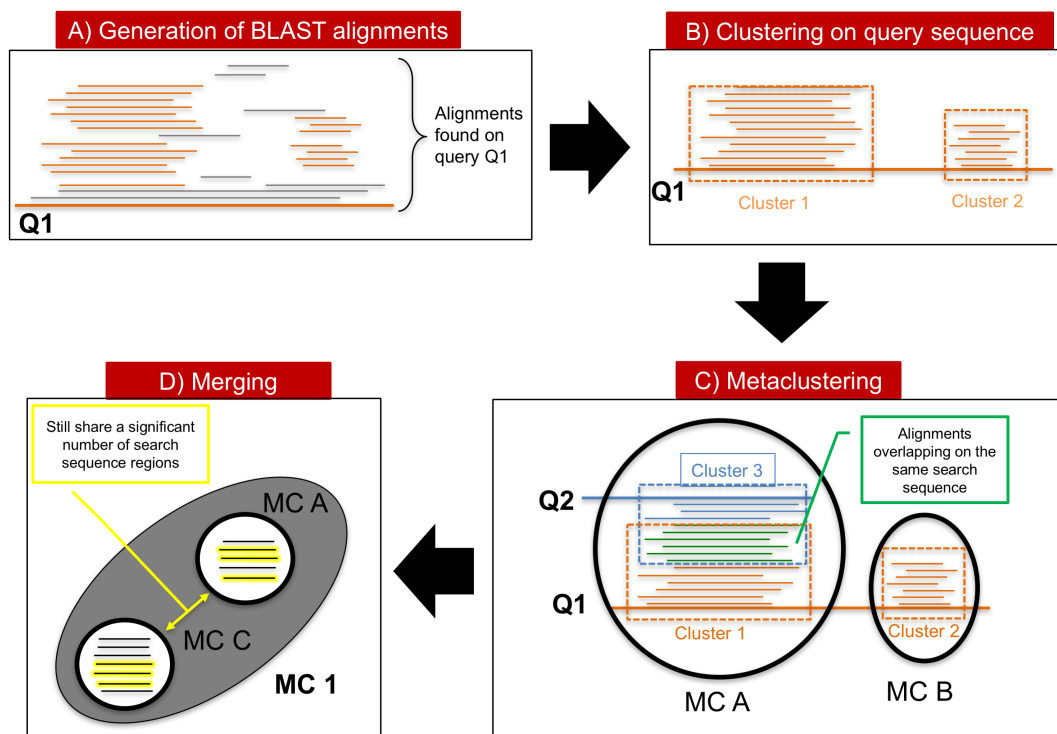 A) Generation of BLAST alignments
Alignments
found on
query Q1
Q1
B) Clustering on query sequence
Q1
Cluster 1
Cluster 2
D) Merging
Still share a significant
number of search
sequence regions
MC A
MC C
MC 1
C) Metaclustering
Alignments
overlapping on the
same search
sequence
Cluster 3
Q2
Q1
Cluster 1
Cluster 2
MC A
MC B